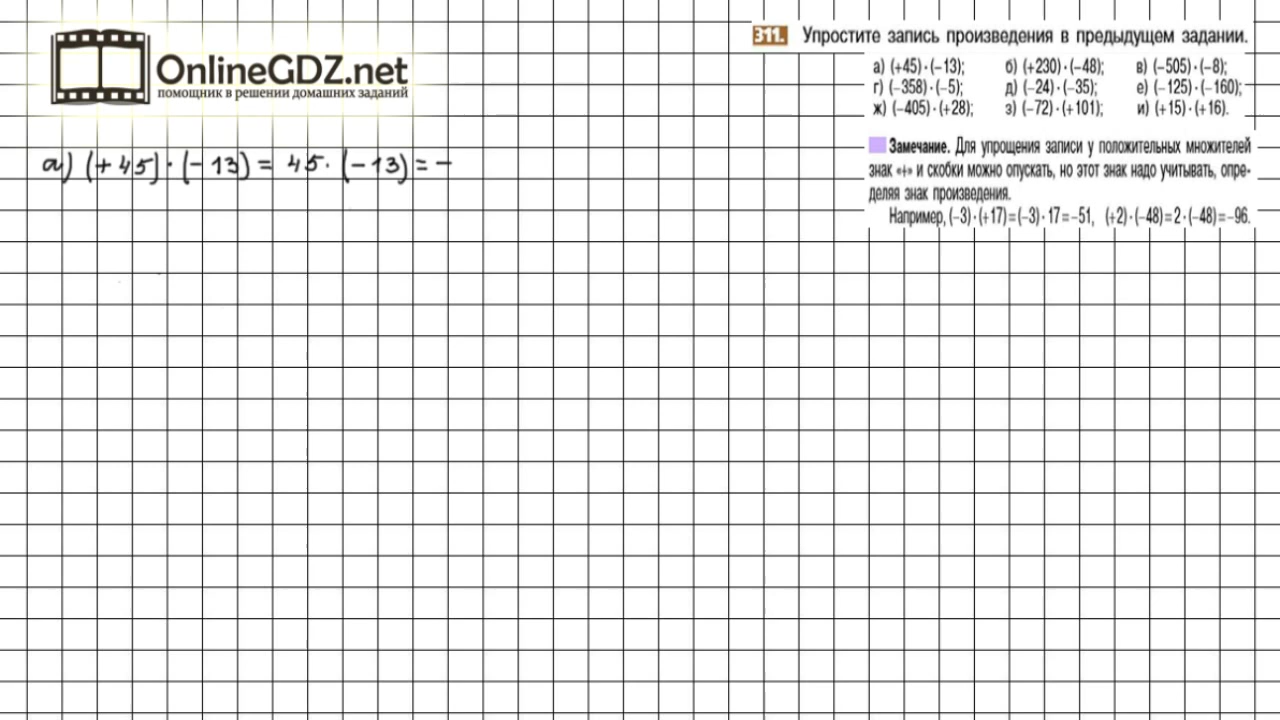 OnlineGDZ.net
помощник в решении домашних заданий
311. Упростите запись произведения в предыдущем задании.
а) (+45)·(−13); б) (+230)·(−48); в) (−505)·(−8);
г) (−358)·(−5); д) (−24)·(−35); е) (−125)·(−160);
ж) (−405)·(+28); з) (−72)·(+101); и) (+15)·(+16).
Замечание. Для упрощения записи у положительных множителей
знак «+» и скобки можно опускать, но этот знак надо учитывать, опре-
деляя знак произведения.
Например, (−3)·(+17)=(−3)·17=−51, (+2)·(−48)=2·(−48)=−96.
а) (+45)·(−13) = 45·(−13) = −